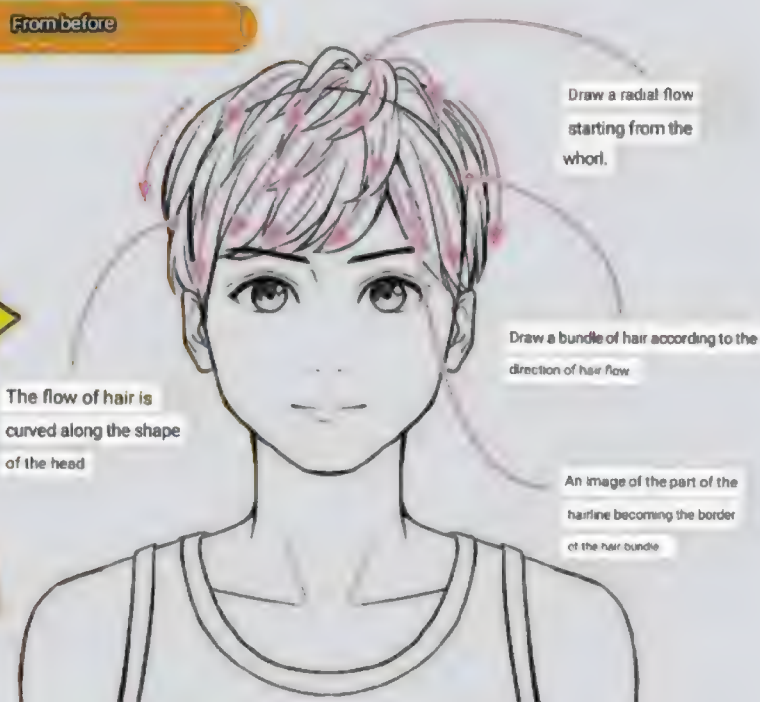 From before
Draw a radial flow
starting from the
whorl.
Draw a bundle of hair according to the
direction of hair flow
The flow of hair is
curved along the shape
of the head
An image of the part of the
hairline becoming the border
of the hair bundle